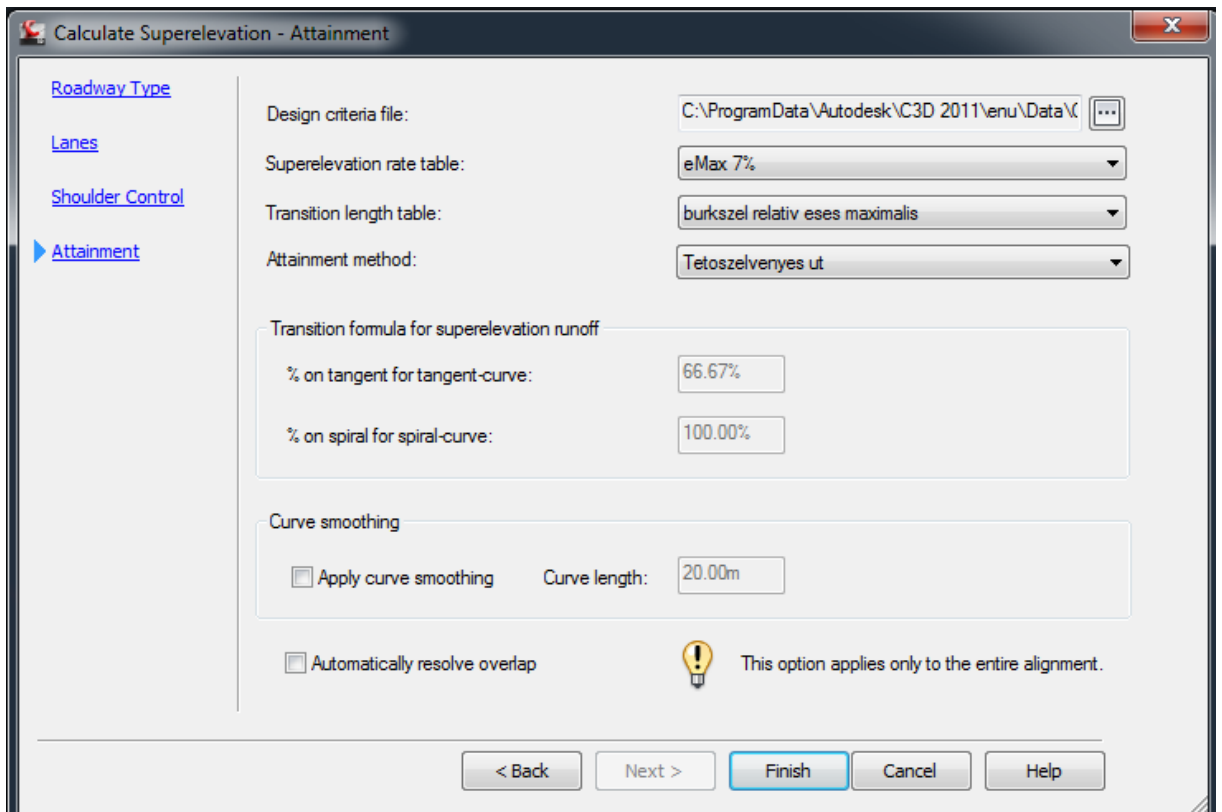 Calculate Superelevation - Attainment
Roadway Type
Lanes
Shoulder Control
Attainment
Design criteria file:
C:\ProgramData\Autodesk\C3D 2011\enu\Data\
Superelevation rate table:
eMax 7%
Transition length table:
burkszel relativ eses maximalis
Attainment method:
Tetoszelvenyes ut
Transition formula for superelevation runoff
% on tangent for tangent-curve:
66.67%
% on spiral for spiral-curve:
100.00%
Curve smoothing
Apply curve smoothing
Curve length:
20.00m
Automatically resolve overlap
This option applies only to the entire alignment.
< Back
Next >
Finish
Cancel
Help